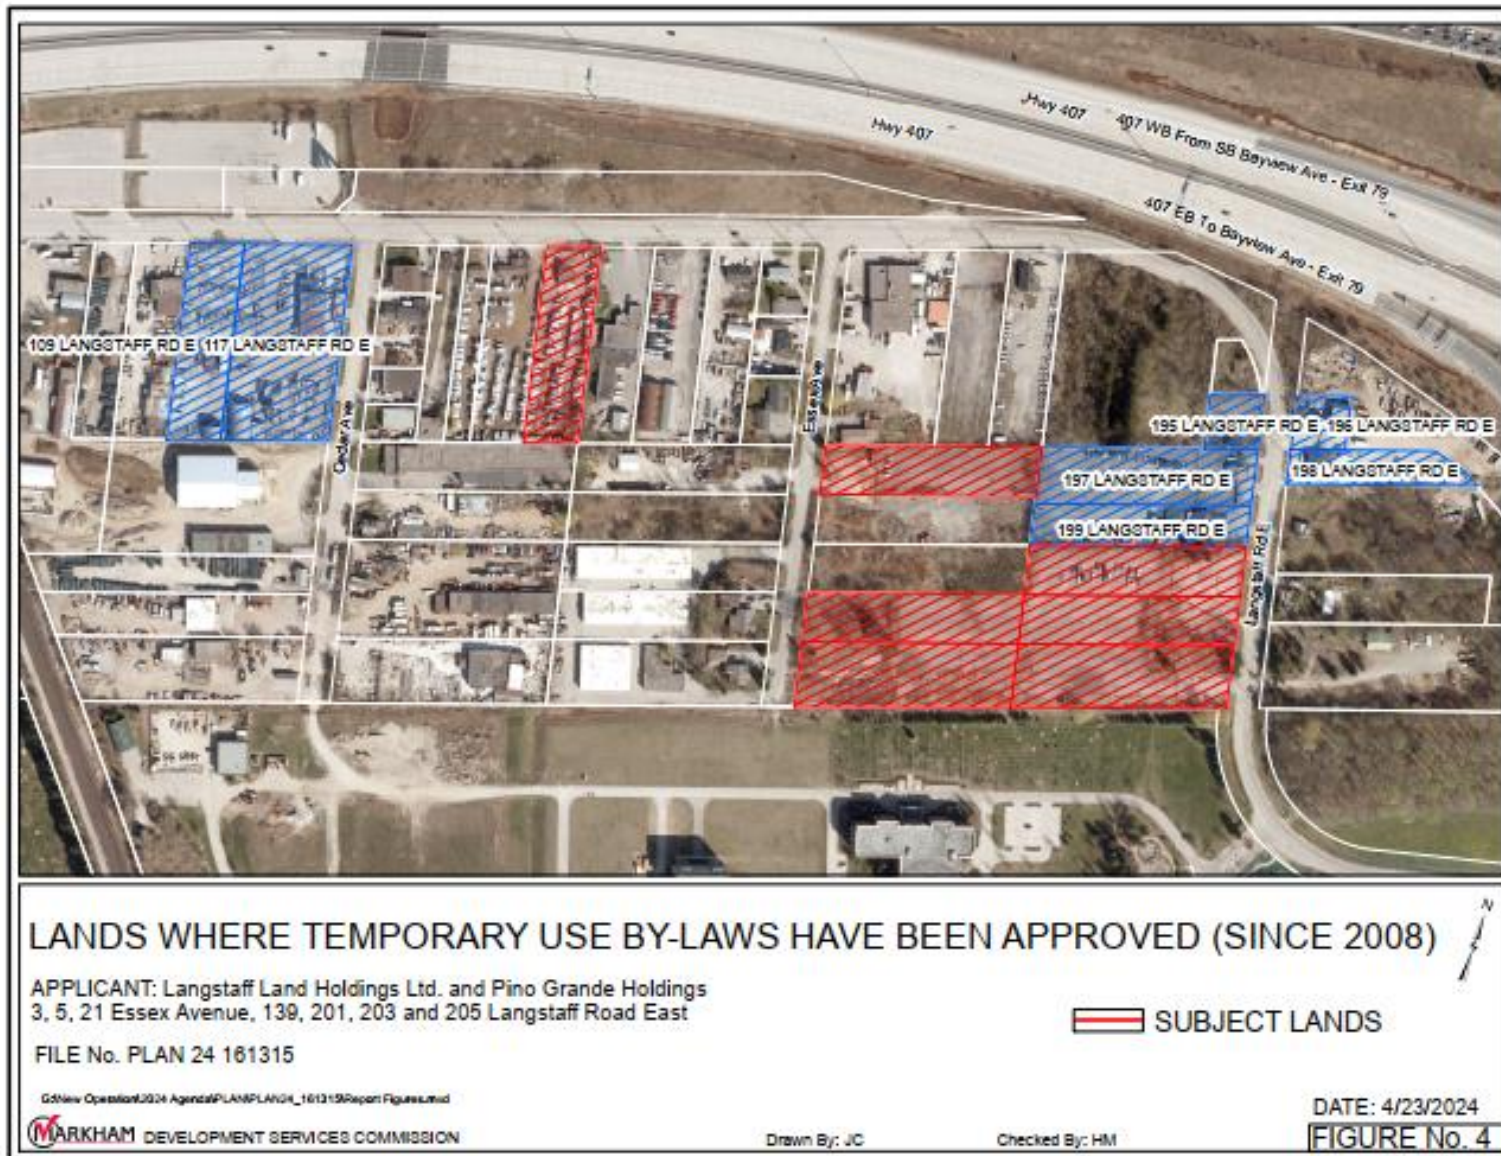 Hwy 407
Hwy 407
407 WB From SB Bayview Ave - Exit 79
407 EB To Bayview Ave - Exit 79
109 LANGSTAFF RD E
117 LANGSTAFF RD E
Cedar Ave
Essex Ave
195 LANGSTAFF RD E
196 LANGSTAFF RD E
197 LANGSTAFF RD E
198 LANGSTAFF RD E
199 LANGSTAFF RD E
Langstaff Rd E
LANDS WHERE TEMPORARY USE BY-LAWS HAVE BEEN APPROVED (SINCE 2008)
N
APPLICANT: Langstaff Land Holdings Ltd. and Pino Grande Holdings
3, 5, 21 Essex Avenue, 139, 201, 203 and 205 Langstaff Road East
SUBJECT LANDS
FILE No. PLAN 24 161315
MARKHAM DEVELOPMENT SERVICES COMMISSION
Drawn By: JC
Checked By: HM
DATE: 4/23/2024
FIGURE No. 4